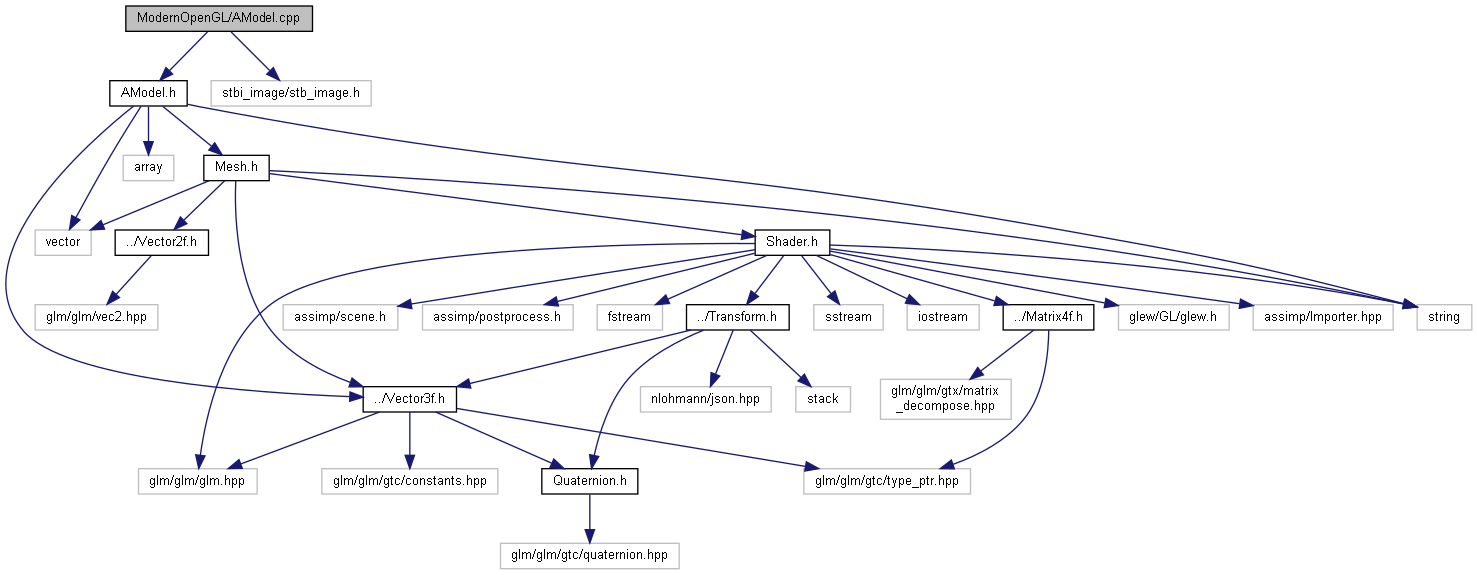 ModernOpenGL/AModel.cpp
AModel.h
stbi_image/stb_image.h
array
Mesh.h
vector
../Vector2f.h
Shader.h
glm/glm/vec2.hpp
assimp/scene.h
assimp/postprocess.h
fstream
../Transform.h
sstream
iostream
../Matrix4f.h
glew/GL/glew.h
assimp/Importer.hpp
string
../Vector3f.h
nlohmann/json.hpp
stack
glm/glm/gtx/matrix
_decompose.hpp
glm/glm/glm.hpp
glm/glm/gtc/constants.hpp
Quaternion.h
glm/glm/gtc/type_ptr.hpp
glm/glm/gtc/quaternion.hpp